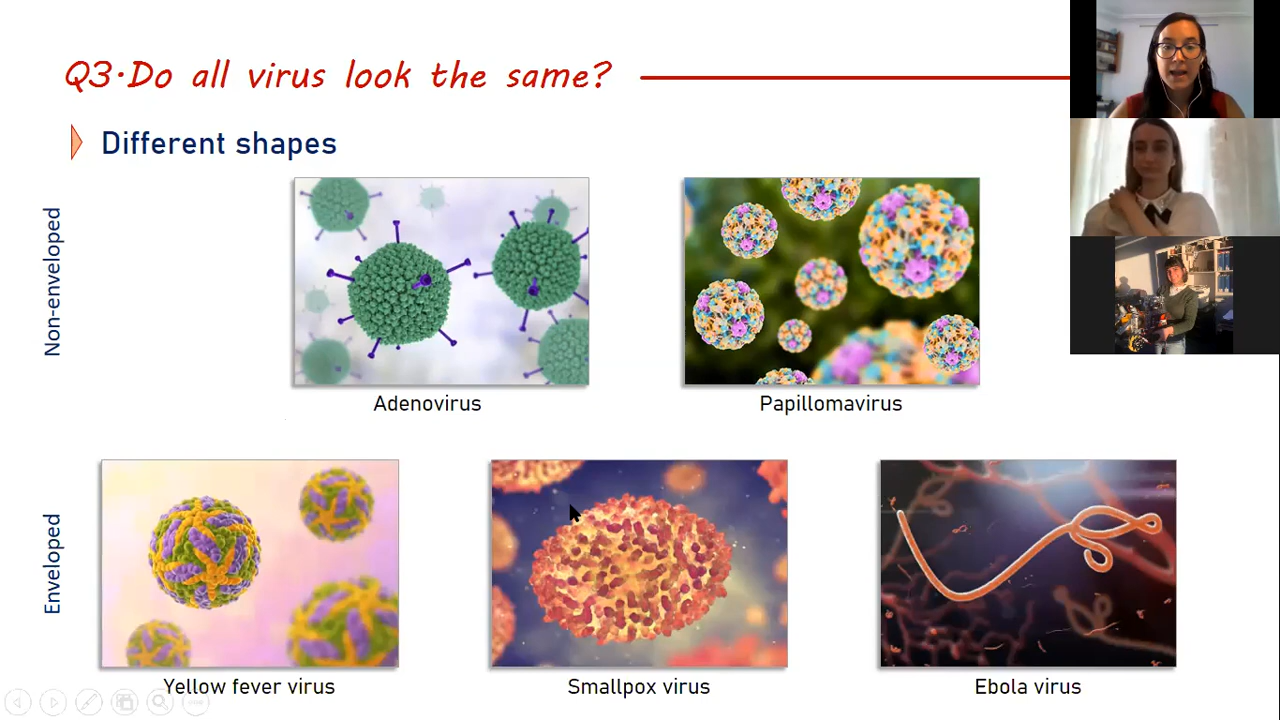 Q3·Do all virus look the same?
Different shapes
Non-enveloped
Adenovirus
Papillomavirus
Enveloped
Yellow fever virus
Smallpox virus
Ebola virus